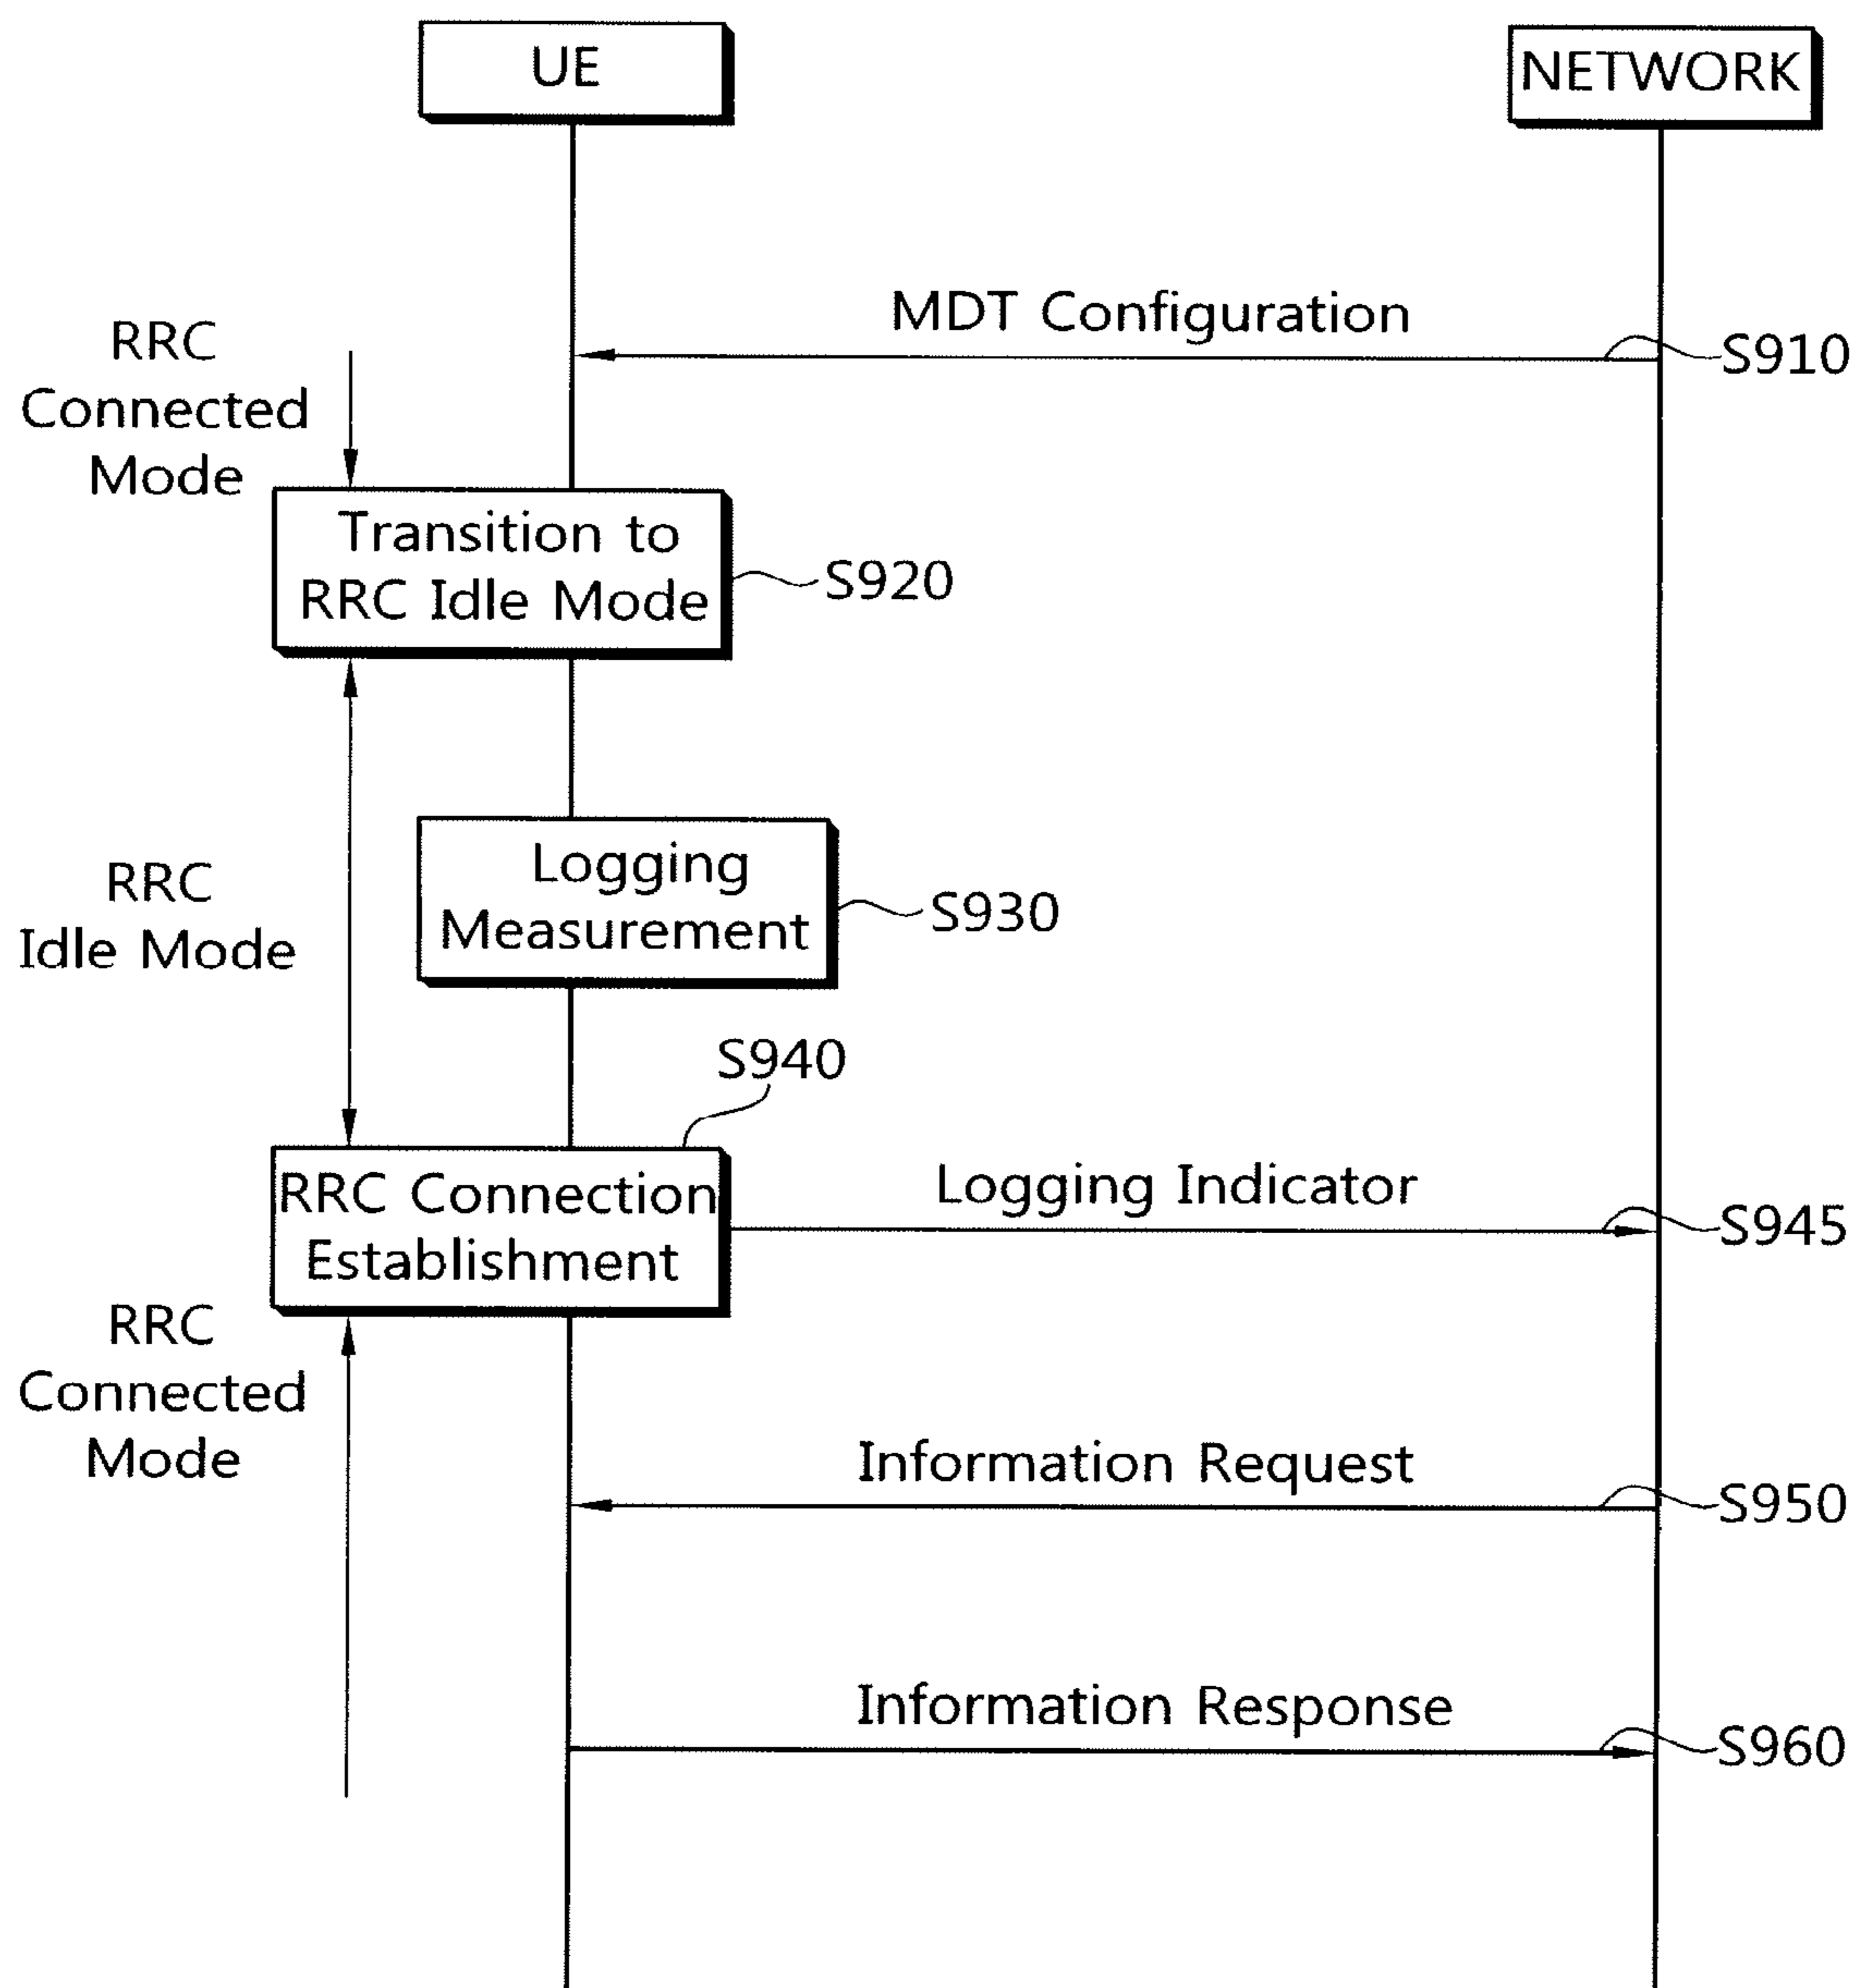 UE
NETWORK
MDT Configuration
S910
RRC
Connected
Mode
Transition to
RRC Idle Mode
S920
RRC
Idle Mode
Logging
Measurement
S930
S940
RRC Connection
Establishment
Logging Indicator
S945
RRC
Connected
Mode
Information Request
S950
Information Response
S960